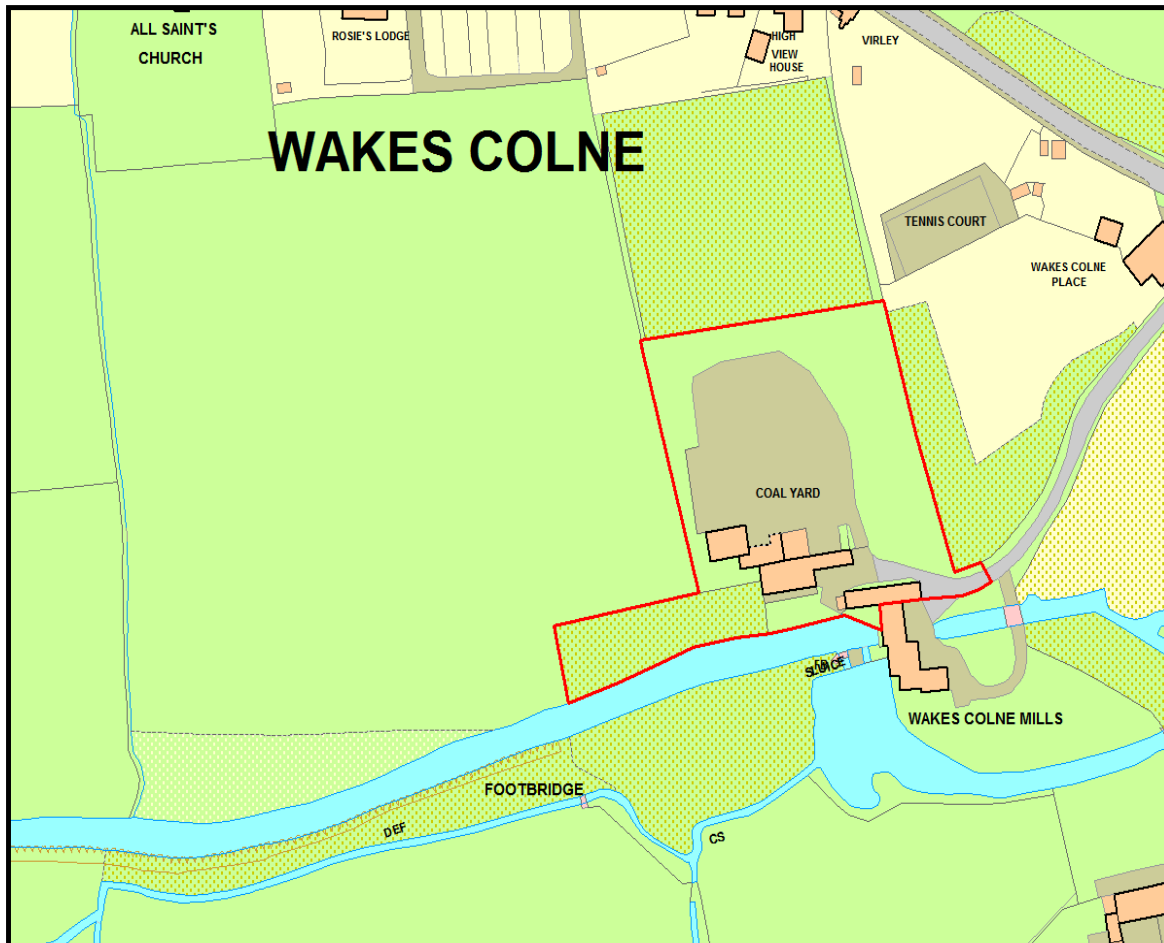 ALL SAINT'S
CHURCH
ROSIE'S LODGE
HIGH
VIEW
HOUSE
VIRLEY
WAKES COLNE
TENNIS COURT
WAKES COLNE
PLACE
COAL YARD
SLUICE
WAKES COLNE MILLS
FOOTBRIDGE
DEF
CS